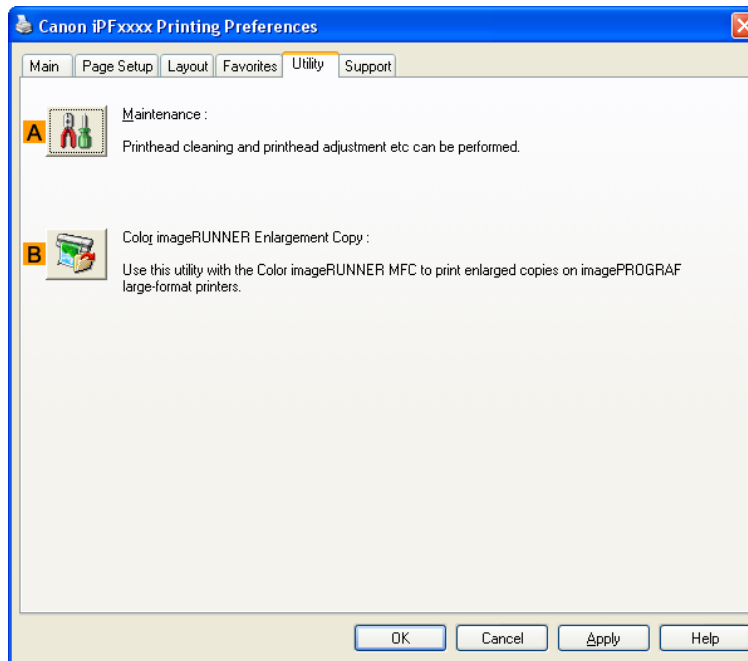 Canon iPFxxxx Printing Preferences
Main Page Setup Layout Favorites Utility Support
A
Maintenance :
Printhead cleaning and printhead adjustment etc can be performed.
B
Color imageRUNNER Enlargement Copy :
Use this utility with the Color imageRUNNER MFC to print enlarged copies on imagePROGRAF
large-format printers.
OK Cancel Apply Help